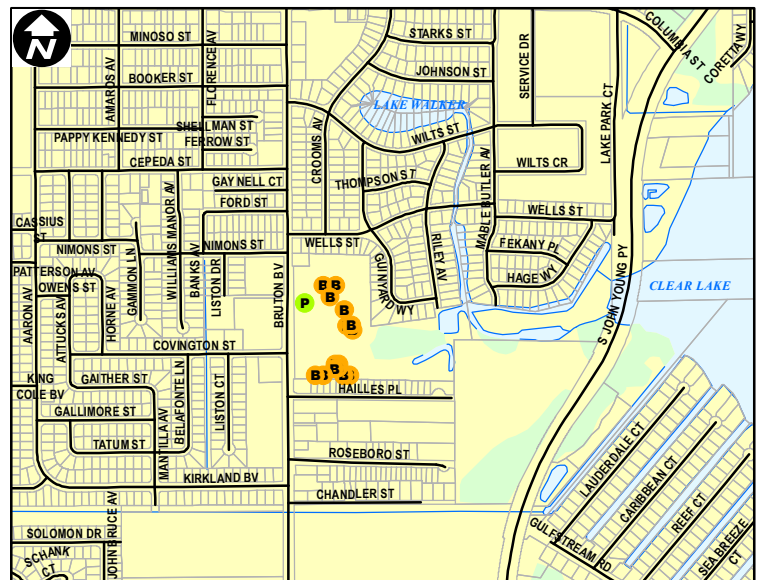 N
MINOSO ST
STARKS ST
COLUMBIA ST
CORETTA WY
AMAROS AV
FLORENCE AV
BOOKER ST
JOHNSON ST
SERVICE DR
LAKE PARK CT
LAKE WALKER
PAPPY KENNEDY ST
SHELLMAN ST
FERROW ST
CROOMS AV
WILTS ST
CEPEDA ST
WILTS CR
GAYNELL CT
THOMPSON ST
MABLE BUTLER AV
FORD ST
WILLIAMS MANOR AV
CASSIUS
ST
WELLS ST
NIMONS ST
NIMONS ST
WELLS ST
GUINYARD WY
RILEY AV
FEKANY PL
HAGE WY
PATTERSON AV
OWENS ST
GAMMON LN
BANKS AV
LISTON DR
BRUTON BV
AARON AV
ATTUCKS AV
HORNE AV
CLEAR LAKE
S JOHN YOUNG PY
P
B
B
B
B
B
COVINGTON ST
KING
COLE BV
GAITHER ST
BELAFONTE LN
LISTON CT
B
B
B
HAILLES PL
GALLIMORE ST
MANTILLA AV
TATUM ST
ROSEBORO ST
LAUDERDALE CT
CARIBBEAN CT
REEF CT
SEA BREEZE
CT
KIRKLAND BV
CHANDLER ST
GULFSTREAM RD
SOLOMON DR
JOHN BRUCE AV
SCHANK
CT